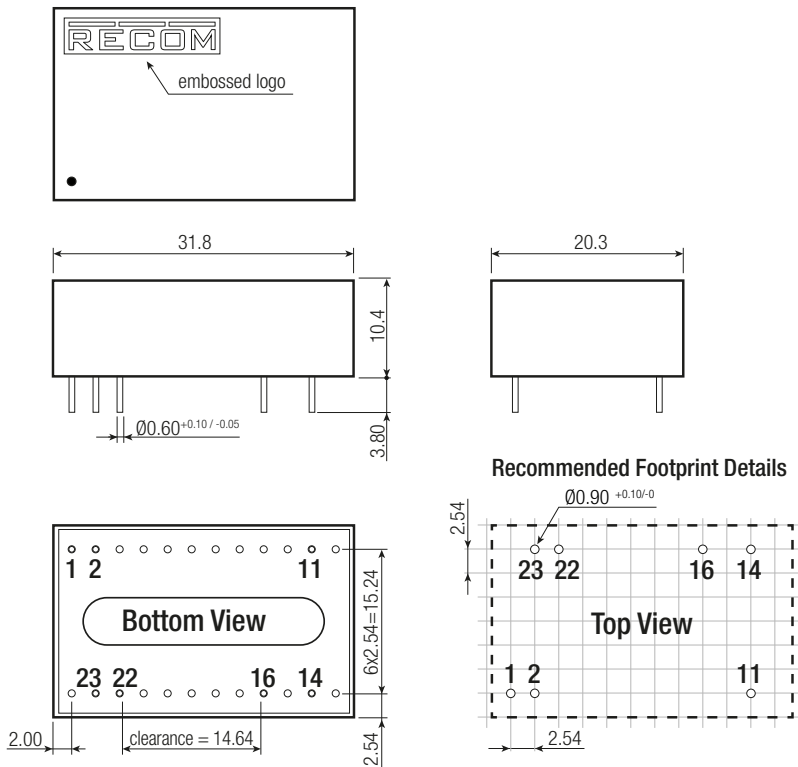 RECOM
embossed logo
31.8
20.3
10.4
Ø0.60+0.10 / -0.05
3.80
Recommended Footprint Details
Ø0.90 +0.10/-0
2.54
1 2 11
23 22 16 14
Bottom View
6x2.54=15.24
Top View
23 22 16 14
1 2 11
2.00
clearance = 14.64
2.54
2.54